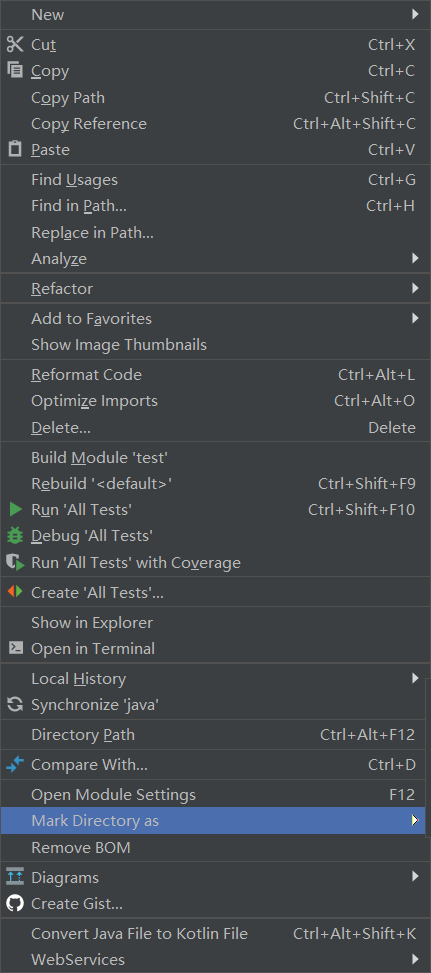 New
Cut Ctrl+X
Copy Ctrl+C
Copy Path Ctrl+Shift+C
Copy Reference Ctrl+Alt+Shift+C
Paste Ctrl+V
Find Usages Ctrl+G
Find in Path... Ctrl+H
Replace in Path...
Analyze
Refactor
Add to Favorites
Show Image Thumbnails
Reformat Code Ctrl+Alt+L
Optimize Imports Ctrl+Alt+O
Delete... Delete
Build Module 'test'
Rebuild '<default>' Ctrl+Shift+F9
Run 'All Tests' Ctrl+Shift+F10
Debug 'All Tests'
Run 'All Tests' with Coverage
Create 'All Tests'...
Show in Explorer
Open in Terminal
Local History
Synchronize 'java'
Directory Path Ctrl+Alt+F12
Compare With... Ctrl+D
Open Module Settings F12
Mark Directory as
Remove BOM
Diagrams
Create Gist...
Convert Java File to Kotlin File Ctrl+Alt+Shift+K
WebServices